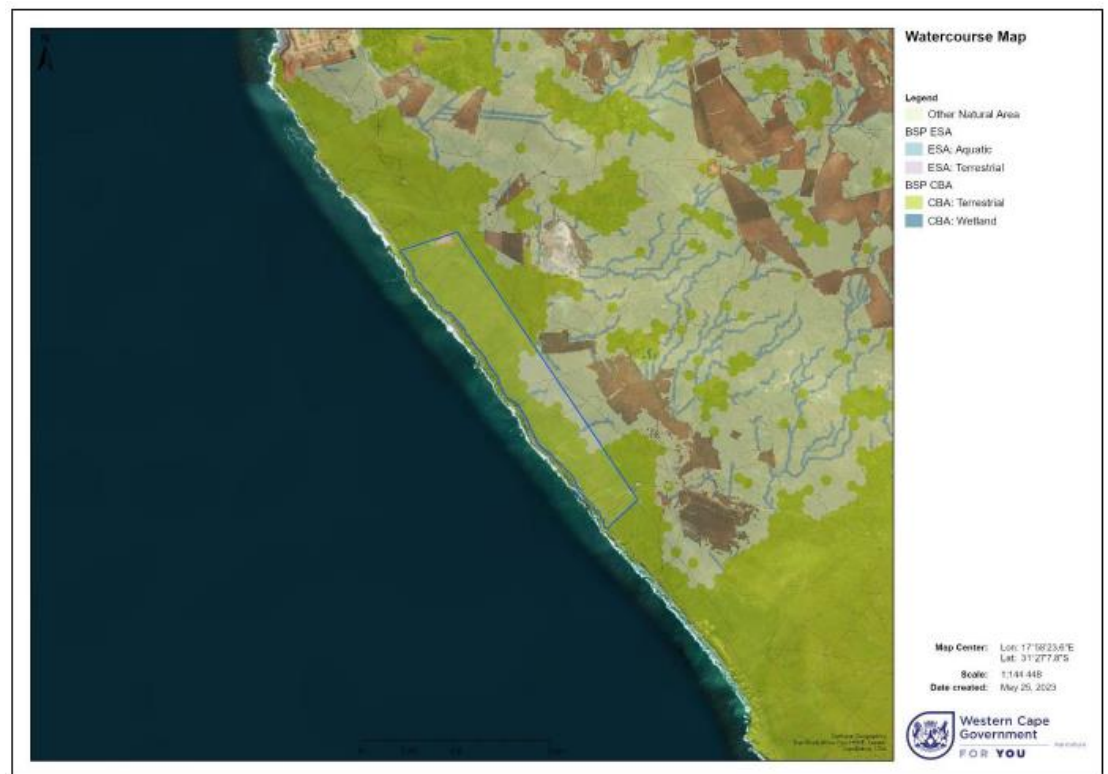 N
Watercourse Map
Legend
Other Natural Area
BSP ESA
ESA: Aquatic
ESA: Terrestrial
BSP CBA
CBA: Terrestrial
CBA: Wetland
Map Center: Lon: 17°58'23.6"E
Lat: 31°27'7.8"S
Scale: 1:144 448
Date created: May 25, 2023
Western Cape
Government
FOR YOU